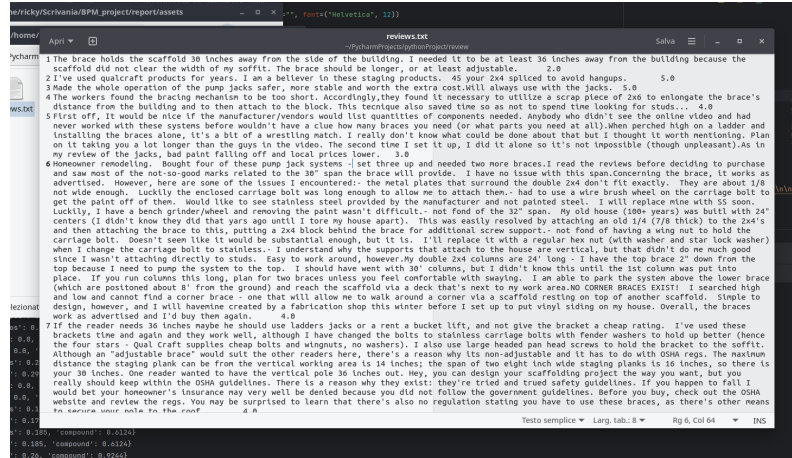 ne/ricky/Scrivania/BPM_project/report/assets
="", font=("Helvetica", 12))
/home/
Apri
reviews.txt
~/PycharmProjects/pythonProject/review
Salva
Pycharm
ws.txt
1 The brace holds the scaffold 30 inches away from the side of the building. I needed it to be at least 36 inches away from the building because the
scaffold did not clear the width of my soffit. The brace should be longer, or at least adjustable. 2.0
2 I've used qualcraft products for years. I am a believer in these staging products. 45 your 2x4 spliced to avoid hangups. 5.0
3 Made the whole operation of the pump jacks safer, more stable and worth the extra cost.Will always use with the jacks. 5.0
4 The workers found the bracing mechanism to be too short. Accordingly,they found it necessary to utilize a scrap piece of 2x6 to enlongate the brace's
distance from the building and to then attach to the block. This tecnique also saved time so as not to spend time looking for studs... 4.0
5 First off, It would be nice if the manufacturer/vendors would list quantities of components needed. Anybody who didn't see the online video and had
never worked with these systems before wouldn't have a clue how many braces you need (or what parts you need at all).When perched high on a ladder and
installing the braces alone, it's a bit of a wrestling match. I really don't know what could be done about that but I thought it worth mentioning. Plan
on it taking you a lot longer than the guys in the video. The second time I set it up, I did it alone so it's not impossible (though unpleasant).As in
my review of the jacks, bad paint falling off and local prices lower. 3.0
6 Homeowner remodeling. Bought four of these pump jack systems - set three up and needed two more braces.I read the reviews before deciding to purchase
and saw most of the not-so-good marks related to the 30" span the brace will provide. I have no issue with this span.Concerning the brace, it works as
advertised. However, here are some of the issues I encountered:- the metal plates that surround the double 2x4 don't fit exactly. They are about 1/8
not wide enough. Luckily the enclosed carriage bolt was long enough to allow me to attach them.- had to use a wire brush wheel on the carriage bolt to
get the paint off of them. Would like to see stainless steel provided by the manufacturer and not painted steel. I will replace mine with SS soon.
Luckily, I have a bench grinder/wheel and removing the paint wasn't difficult.- not fond of the 32" span. My old house (100+ years) was buitl with 24"
centers (I didn't know they did that yars ago until I tore my house apart). This was easily resolved by attaching an old 1/4 (7/8 thick) to the 2x4's
and then attaching the brace to this, putting a 2x4 block behind the brace for additional screw support.- not fond of having a wing nut to hold the
carriage bolt. Doesn't seem like it would be substantial enough, but it is. I'll replace it with a regular hex nut (with washer and star lock washer)
when I change the carriage bolt to stainless.- I understand why the supports that attach to the house are vertical, but that didn't do me much good
since I wasn't attaching directly to studs. Easy to work around, however.My double 2x4 columns are 24' long - I have the top brace 2" down from the
top because I need to pump the system to the top. I should have went with 30' columns, but I didn't know this until the 1st column was put into
place. If you run columns this long, plan for two braces unless you feel comfortable with swaying. I am able to park the system above the lower brace
(which are positoned about 8' from the ground) and reach the scaffold via a deck that's next to my work area.NO CORNER BRACES EXIST! I searched high
and low and cannot find a corner brace - one that will allow me to walk around a corner via a scaffold resting on top of another scaffold. Simple to
design, however, and I will havemine created by a fabrication shop this winter before I set up to put vinyl siding on my house. Overall, the braces
work as advertised and I'd buy them again. 4.0
7 If the reader needs 36 inches maybe he should use ladders jacks or a rent a bucket lift, and not give the bracket a cheap rating. I've used these
brackets time and again and they work well, although I have changed the bolts to stainless carriage bolts with fender washers to hold up better (hence
the four stars - Qual Craft supplies cheap bolts and wingnuts, no washers). I also use large headed pan head screws to hold the bracket to the soffit.
Although an "adjustable brace" would suit the other readers here, there's a reason why its non-adjustable and it has to do with OSHA regs. The maximum
distance the staging plank can be from the vertical working area is 14 inches; the span of two eight inch wide staging planks is 16 inches, so there is
your 30 inches. One reader wanted to have the vertical pole 36 inches out. Hey, you can design your scaffolding project the way you want, but you
really should keep within the OSHA guidelines. There is a reason why they exist: they're tried and trued safety guidelines. If you happen to fall I
would bet your homeowner's insurance may very well be denied because you did not follow the government guidelines. Before you buy, check out the OSHA
website and review the regs. You may be surprised to learn that there's also no regulation stating you have to use these braces, as there's other means
to secure your pole to the roof 4.0
Testo semplice Larg. tab.: 8 Rg 6, Col 64 INS
lezionat
s': 0.185, 'compound': 0.6124}
': 0.185, 'compound': 0.6124}
': 0.26, 'compound': 0.9244}